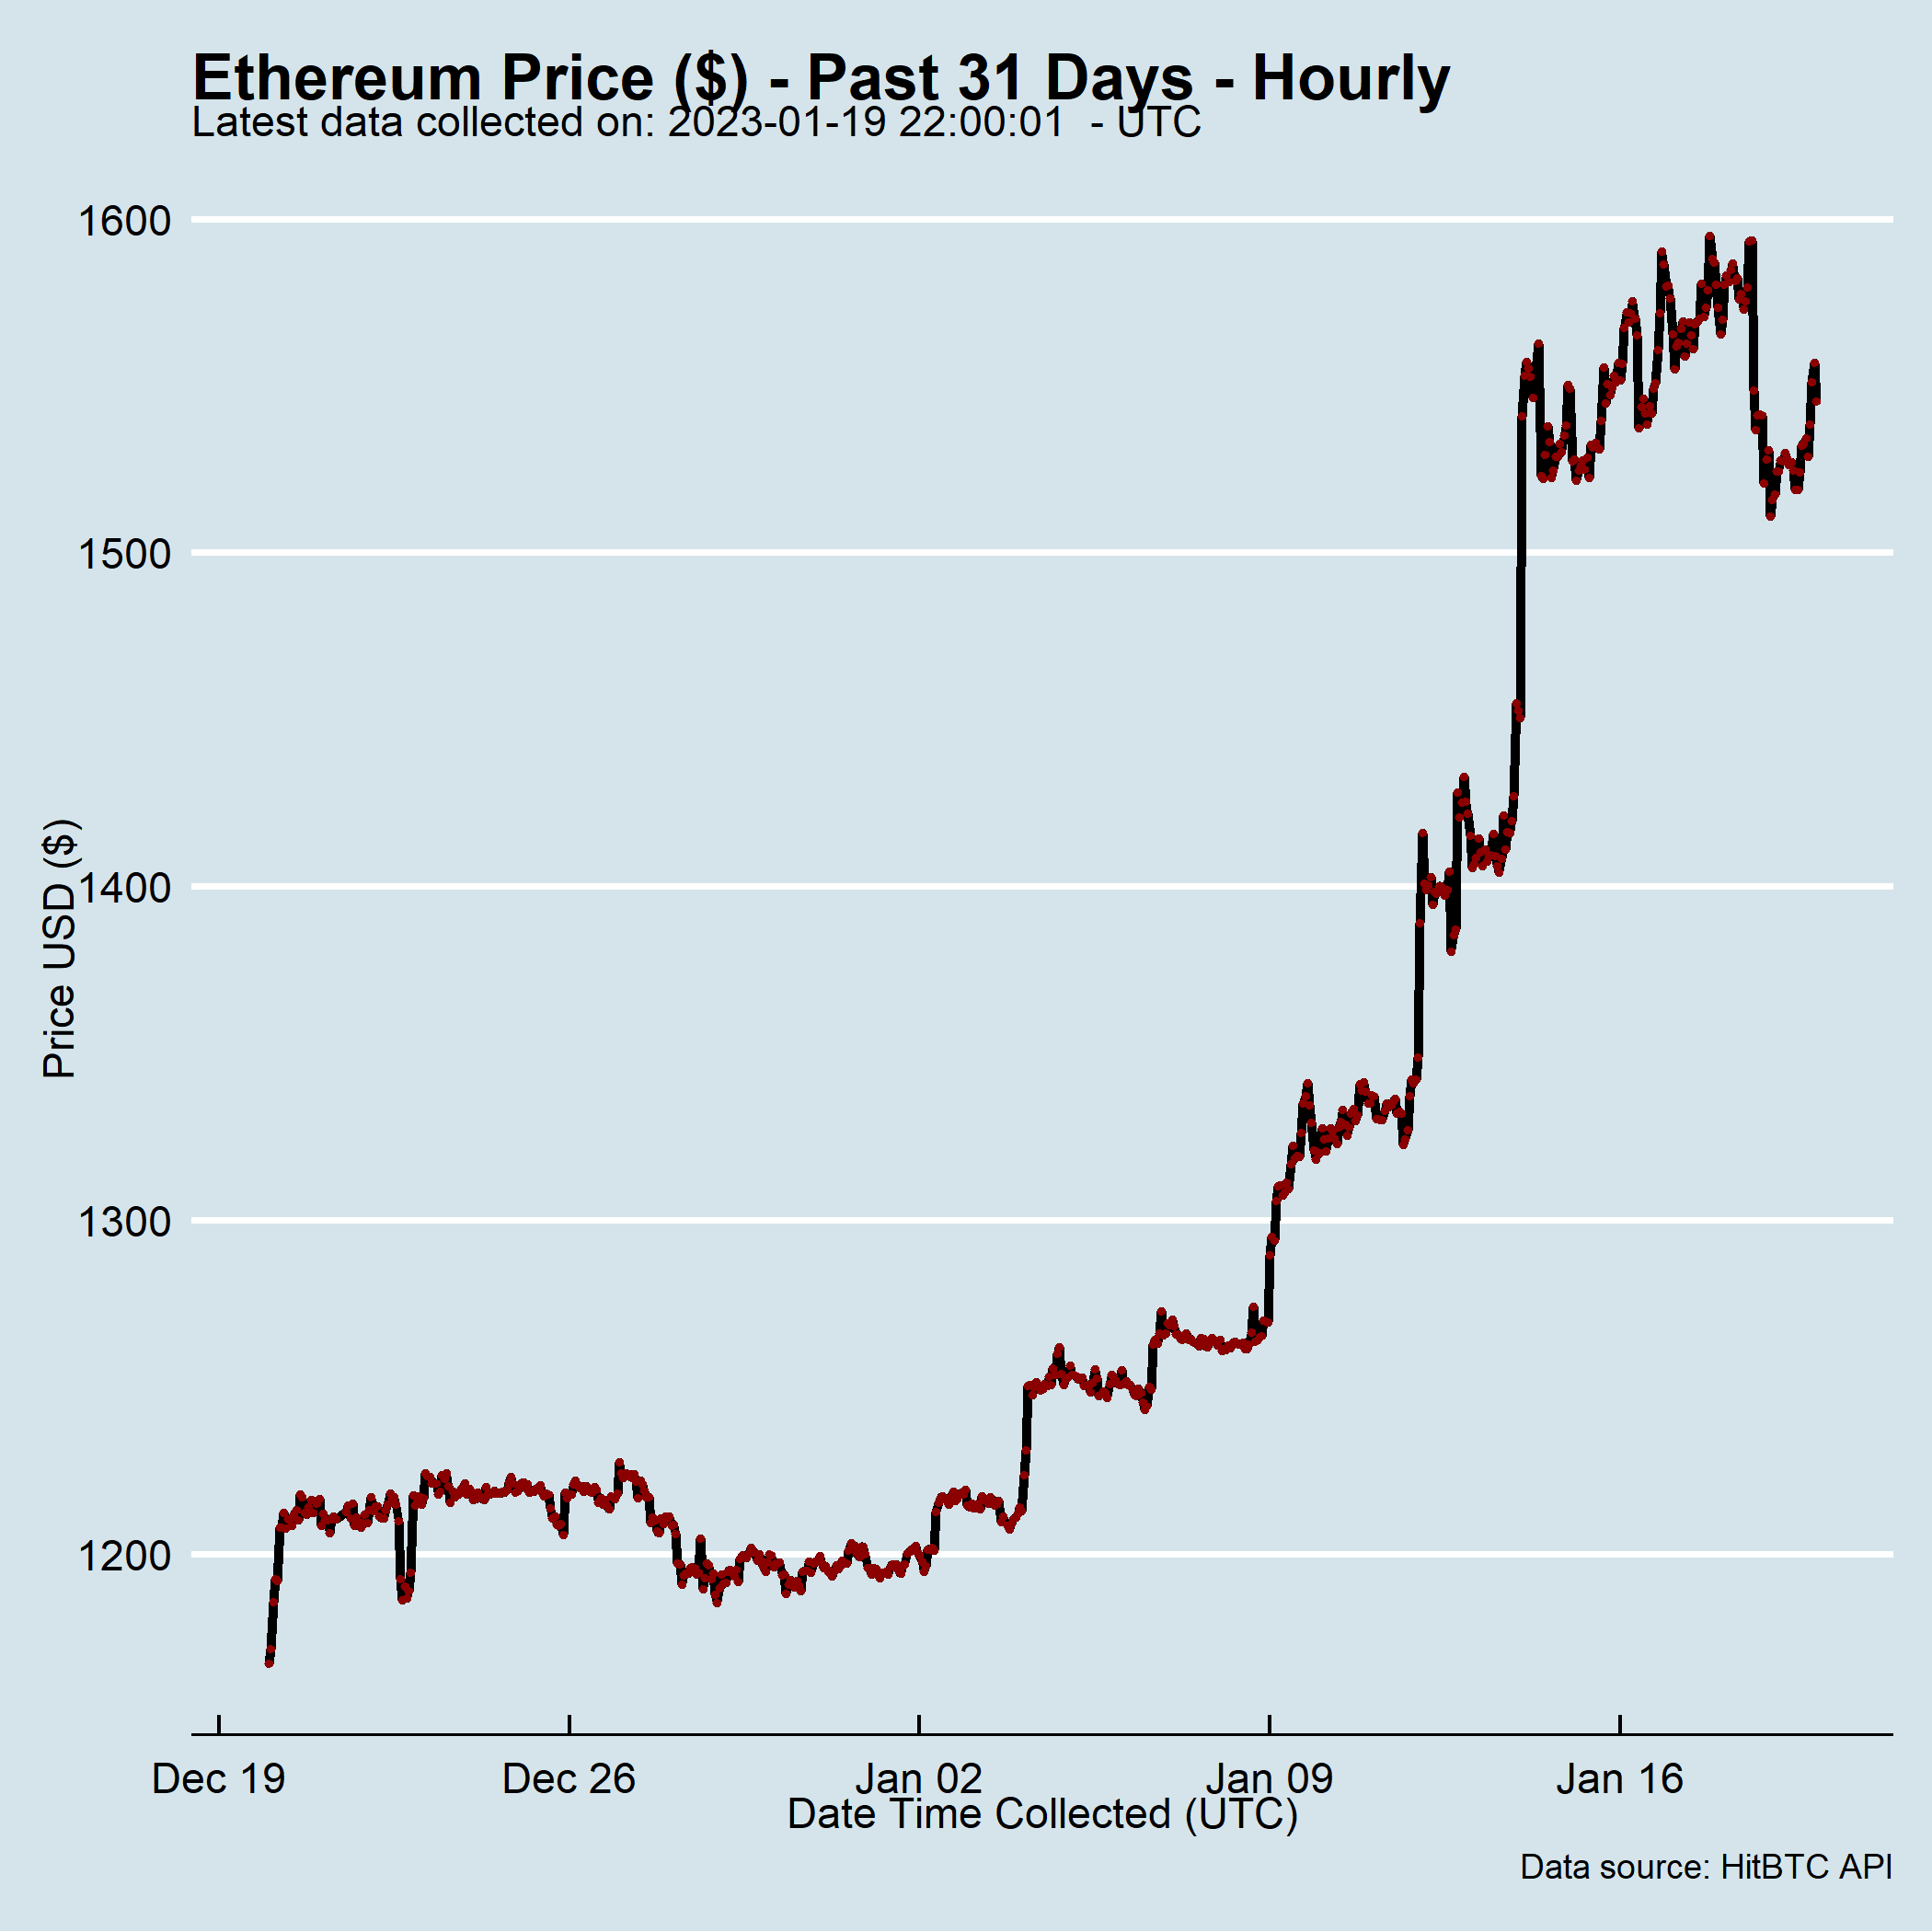 Ethereum Price ($) - Past 31 Days - Hourly
Latest data collected on: 2023-01-19 22:00:01  - UTC
1600
1500
1400
1300
1200
Price USD ($)
Dec 19 Dec 26 Jan 02 Jan 09 Jan 16
Date Time Collected (UTC)
Data source: HitBTC API